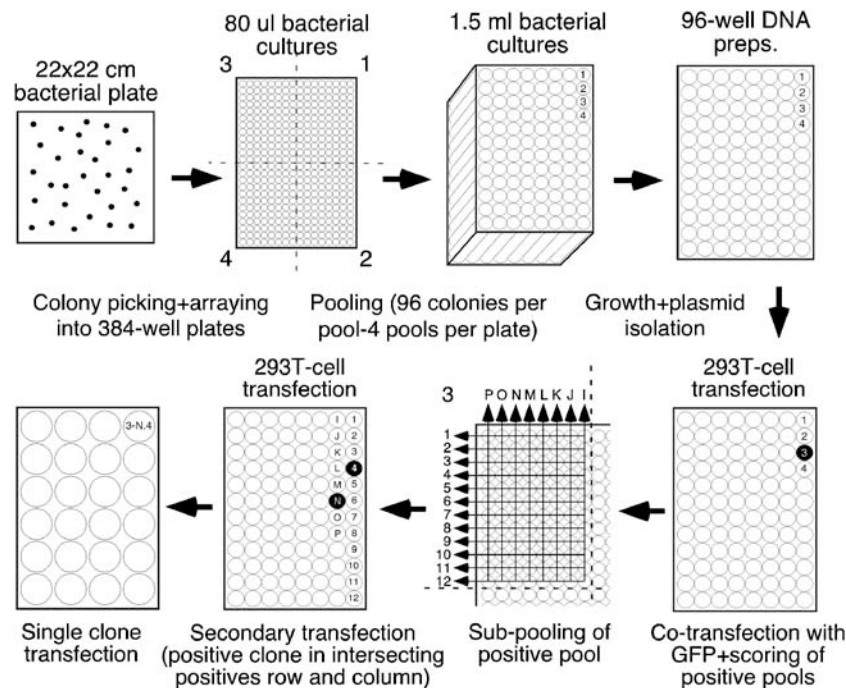 22x22 cm
bacterial plate
80 ul bacterial
cultures
3 1
4 2
1.5 ml bacterial
cultures
1
2
3
4
96-well DNA
preps.
1
2
3
4
Colony picking+arraying
into 384-well plates
Pooling (96 colonies per
pool-4 pools per plate)
Growth+plasmid
isolation
3-N.4
Single clone
transfection
293T-cell
transfection
I 1
J 2
K 3
L 4
M 5
N 6
O 7
P 8
9
10
11
12
Secondary transfection
(positive clone in intersecting
positives row and column)
3
P O N M L K J I
1
2
3
4
5
6
7
8
9
10
11
12
Sub-pooling of
positive pool
293T-cell
transfection
1
2
3
4
Co-transfection with
GFP+scoring of
positive pools